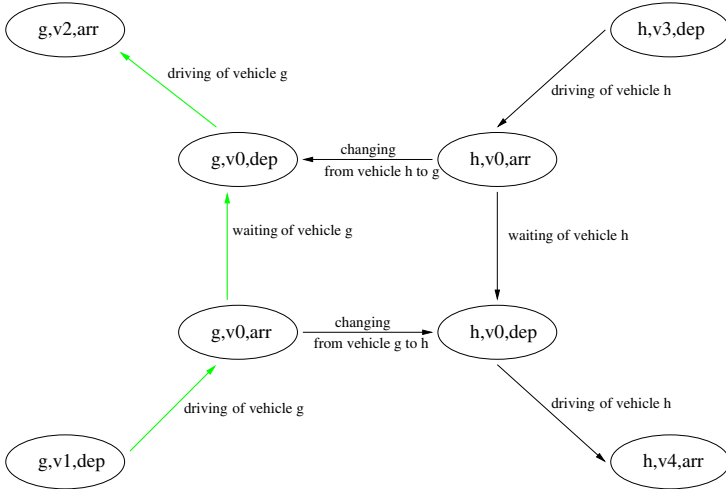 g,v2,arr
h,v3,dep
driving of vehicle g
driving of vehicle h
g,v0,dep
changing
from vehicle h to g
h,v0,arr
waiting of vehicle g
waiting of vehicle h
g,v0,arr
changing
from vehicle g to h
h,v0,dep
driving of vehicle g
driving of vehicle h
g,v1,dep
h,v4,arr